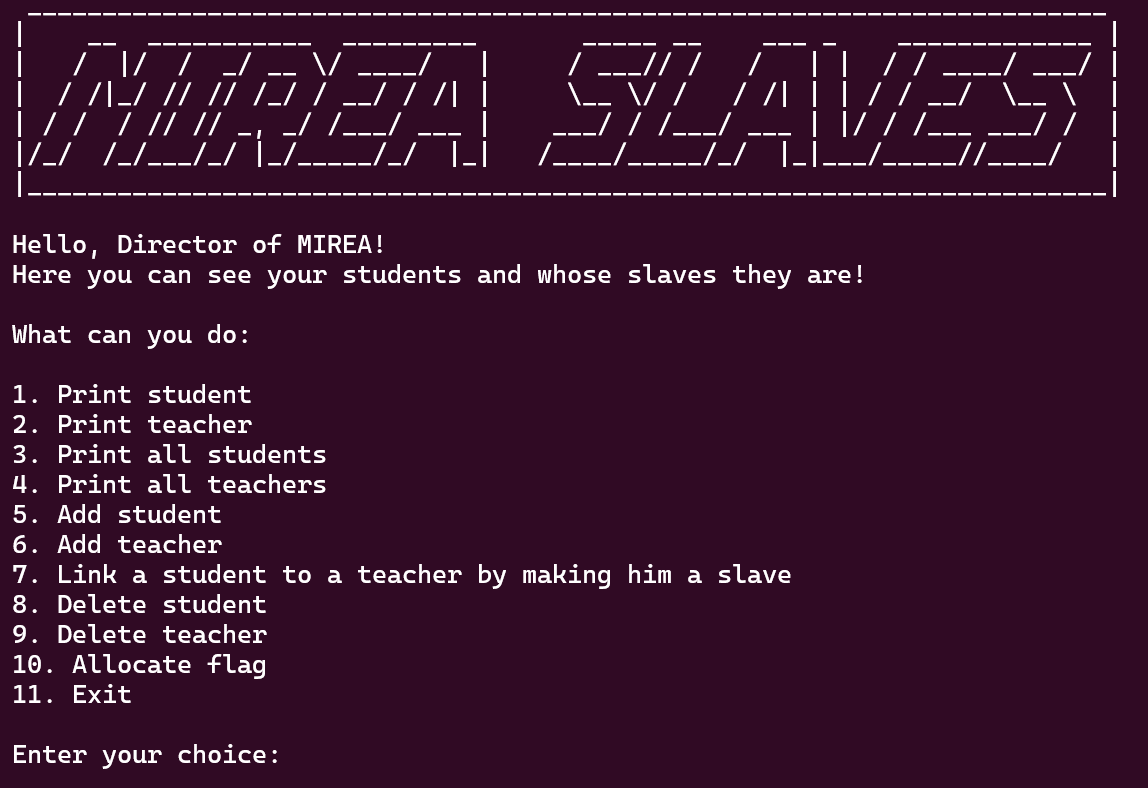 MIREA SLAVES
Hello, Director of MIREA!
Here you can see your students and whose slaves they are!
What can you do:
1. Print student
2. Print teacher
3. Print all students
4. Print all teachers
5. Add student
6. Add teacher
7. Link a student to a teacher by making him a slave
8. Delete student
9. Delete teacher
10. Allocate flag
11. Exit
Enter your choice: